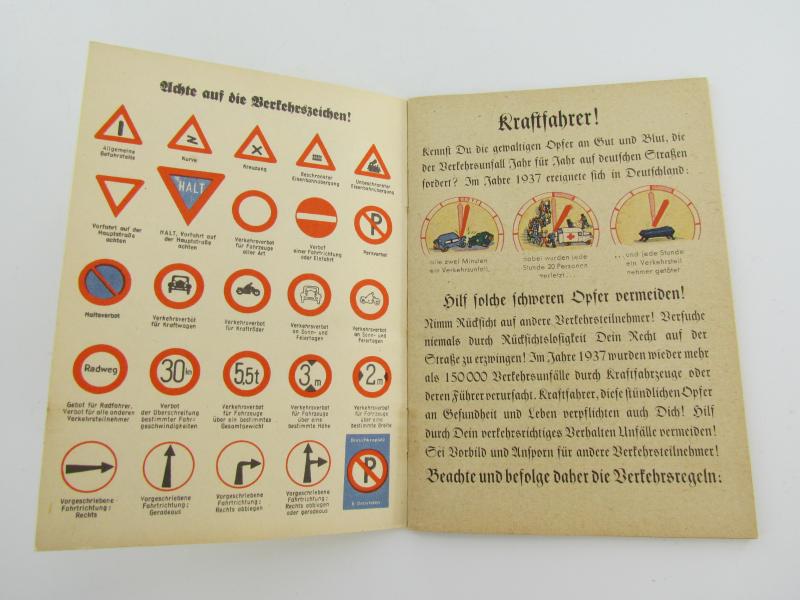 Achte auf die Verkehrszeichen!
Allgemeine
Gefahrstelle
Kurve
Kreuzung
Beschrankter
Eisenbahnübergang
Unbeschrankter
Eisenbahnübergang
HALT
Vorfahrt auf der
Hauptstraße
achten
HALT, Vorfahrt auf
der Hauptstraße
achten
Verkehrsverbot
für Fahrzeuge
aller Art
Verbot
einer Fahrtrichtung
oder Einfahrt
P
Parkverbot
Halteverbot
Verkehrsverbot
für Kraftwagen
Verkehrsverbot
für Krafträder
Verkehrsverbot
an Sonn- und
Feiertagen
Verkehrsverbot
an Sonn- und
Feiertagen
Radweg
30 km
5,5t
3 m
2 m
Gebot für Radfahrer,
Verbot für alle anderen
Verkehrsteilnehmer
Verbot
der Überschreitung
bestimmter Fahr-
geschwindigkeiten
Verkehrsverbot
für Fahrzeuge
über ein bestimmtes
Gesamtgewicht
Verkehrsverbot
für Fahrzeuge
über eine
bestimmte Höhe
Verkehrsverbot
für Fahrzeuge
über eine
bestimmte Breite
P
Vorgeschriebene
Fahrtrichtung:
Rechts
Vorgeschriebene
Fahrtrichtung:
Geradeaus
Vorgeschriebene
Fahrtrichtung:
Rechts abbiegen
Vorgeschriebene
Fahrtrichtung:
Rechts abbiegen
oder geradeaus
Kraftfahrer!
Kennst Du die gewaltigen Opfer an Gut und Blut, die
der Verkehrsunfall Jahr für Jahr auf deutschen Straßen
fordert? Im Jahre 1937 ereignete sich in Deutschland:
alle zwei Minuten
ein Verkehrsunfall,
dabei wurden jede
Stunde 20 Personen
verletzt...
...und jede Stunde
ein Verkehrsteil-
nehmer getötet
Hilf solche schweren Opfer vermeiden!
Nimm Rücksicht auf andere Verkehrsteilnehmer! Versuche
niemals durch Rücksichtslosigkeit Dein Recht auf der
Straße zu erzwingen! Im Jahre 1937 wurden wieder mehr
als 150000 Verkehrsunfälle durch Kraftfahrzeuge oder
deren Führer verursacht. Kraftfahrer, diese stündlichen Opfer
an Gesundheit und Leben verpflichten auch Dich! Hilf
durch Dein verkehrsrichtiges Verhalten Unfälle vermeiden!
Sei Vorbild und Ansporn für andere Verkehrsteilnehmer!
Beachte und befolge daher die Verkehrsregeln: